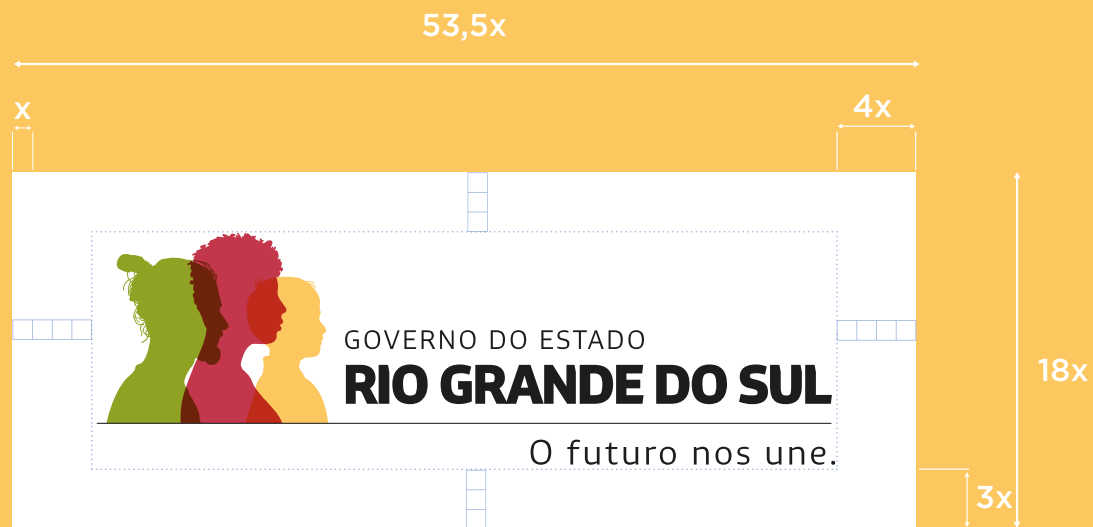 53,5x
x
4x
GOVERNO DO ESTADO
RIO GRANDE DO SUL
O futuro nos une.
18x
3x